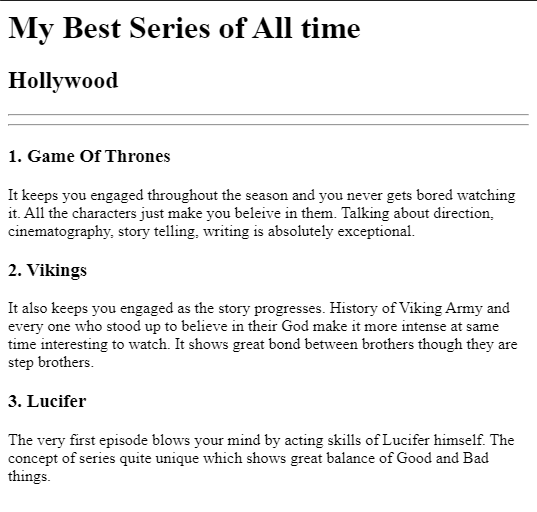 My Best Series of All time
Hollywood
1. Game Of Thrones
It keeps you engaged throughout the season and you never gets bored watching
it. All the characters just make you beleive in them. Talking about direction,
cinematography, story telling, writing is absolutely exceptional.
2. Vikings
It also keeps you engaged as the story progresses. History of Viking Army and
every one who stood up to believe in their God make it more intense at same
time interesting to watch. It shows great bond between brothers though they are
step brothers.
3. Lucifer
The very first episode blows your mind by acting skills of Lucifer himself. The
concept of series quite unique which shows great balance of Good and Bad
things.